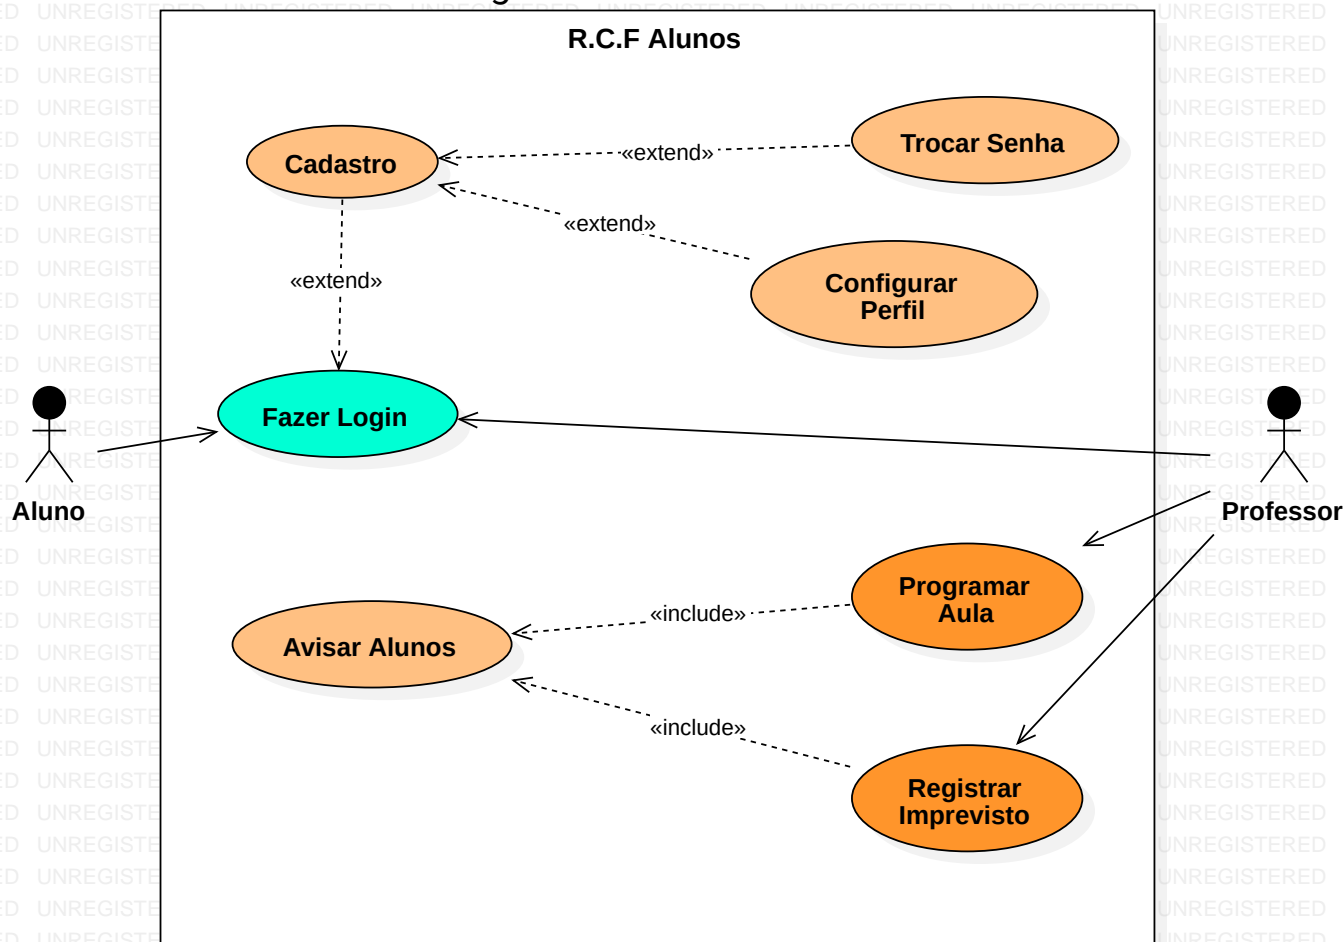 R.C.F Alunos
Cadastro
«extend»
Trocar Senha
«extend»
Configurar
Perfil
«extend»
Fazer Login
Aluno
Professor
Programar
Aula
«include»
Avisar Alunos
«include»
Registrar
Imprevisto
UNREGISTERED